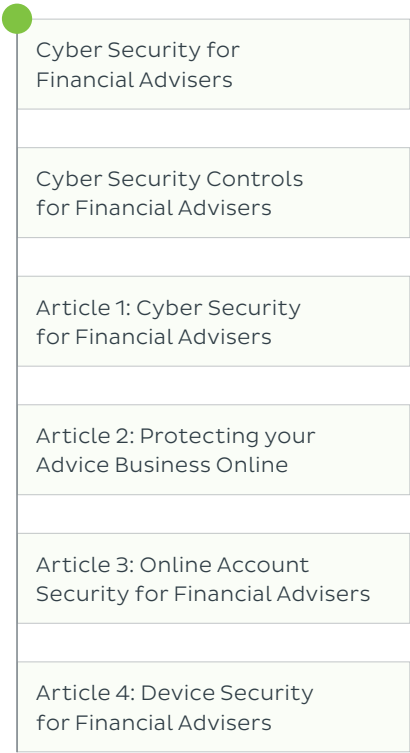 Cyber Security for
Financial Advisers
Cyber Security Controls
for Financial Advisers
Article 1: Cyber Security
for Financial Advisers
Article 2: Protecting your
Advice Business Online
Article 3: Online Account
Security for Financial Advisers
Article 4: Device Security
for Financial Advisers